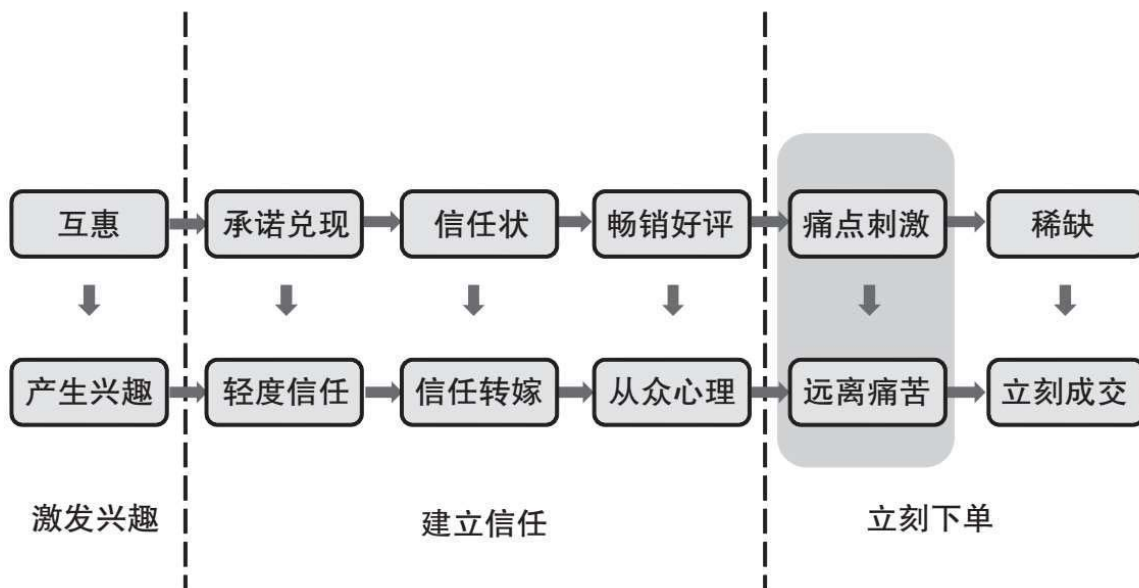 互惠
承诺兑现
信任状
畅销好评
痛点刺激
稀缺
产生兴趣
轻度信任
信任转嫁
从众心理
远离痛苦
立刻成交
激发兴趣
建立信任
立刻下单